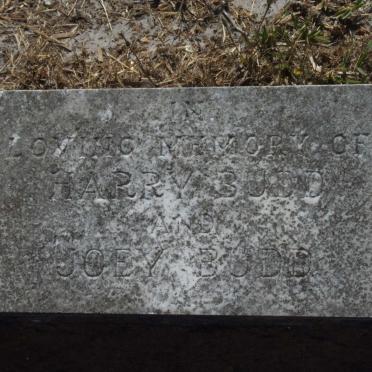 IN
LOVING MEMORY OF
HARRY BUDD
AND
JOEY BUDD